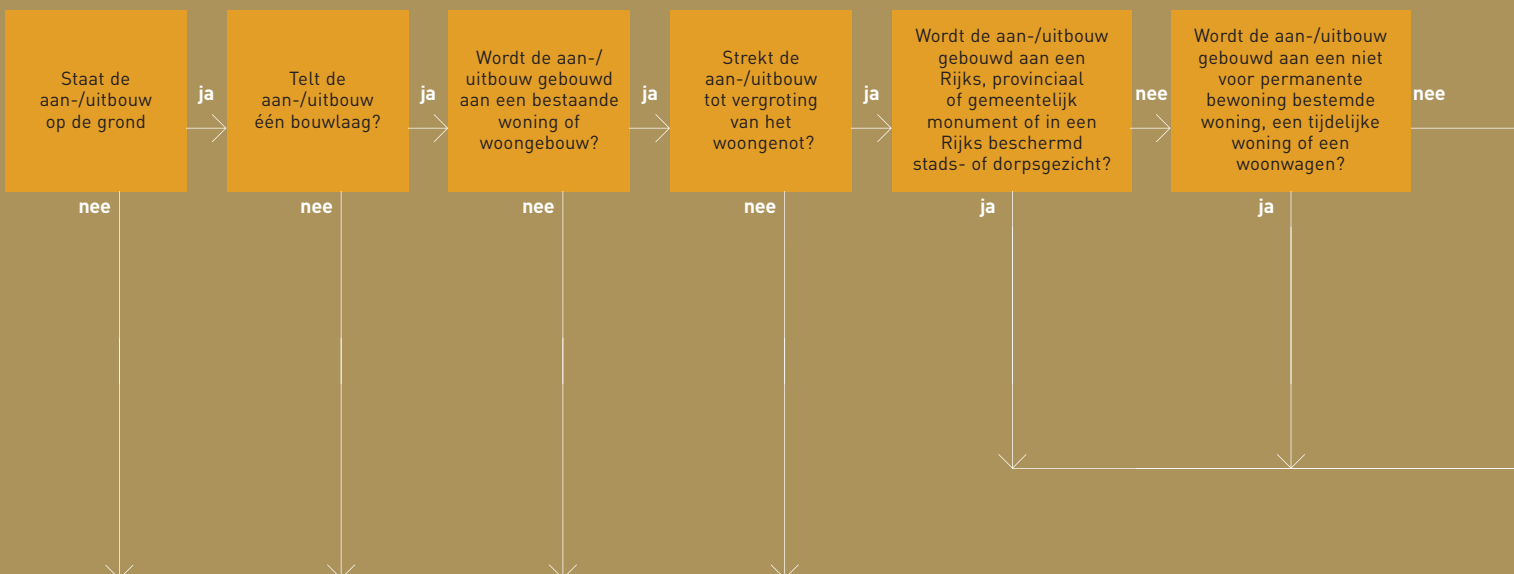 Staat de
aan-/uitbouw
op de grond
ja
nee
Telt de
aan-/uitbouw
één bouwlaag?
ja
nee
Wordt de aan-/
uitbouw gebouwd
aan een bestaande
woning of
woongebouw?
ja
nee
Strekt de
aan-/uitbouw
tot vergroting
van het
woongenot?
ja
nee
Wordt de aan-/uitbouw
gebouwd aan een
Rijks, provinciaal
of gemeentelijk
monument of in een
Rijks beschermd
stads- of dorpsgezicht?
nee
ja
Wordt de aan-/uitbouw
gebouwd aan een niet
voor permanente
bewoning bestemde
woning, een tijdelijke
woning of een
woonwagen?
nee
ja